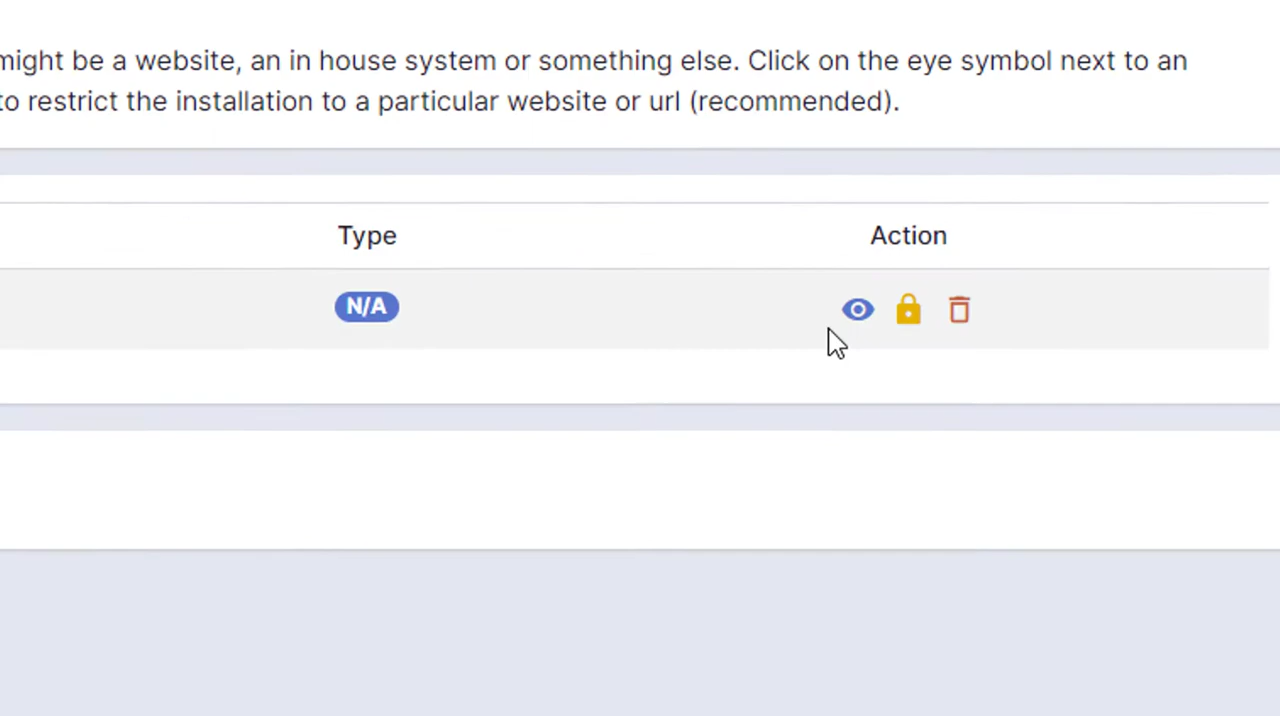 might be a website, an in house system or something else. Click on the eye symbol next to an
to restrict the installation to a particular website or url (recommended).
Type Action
N/A